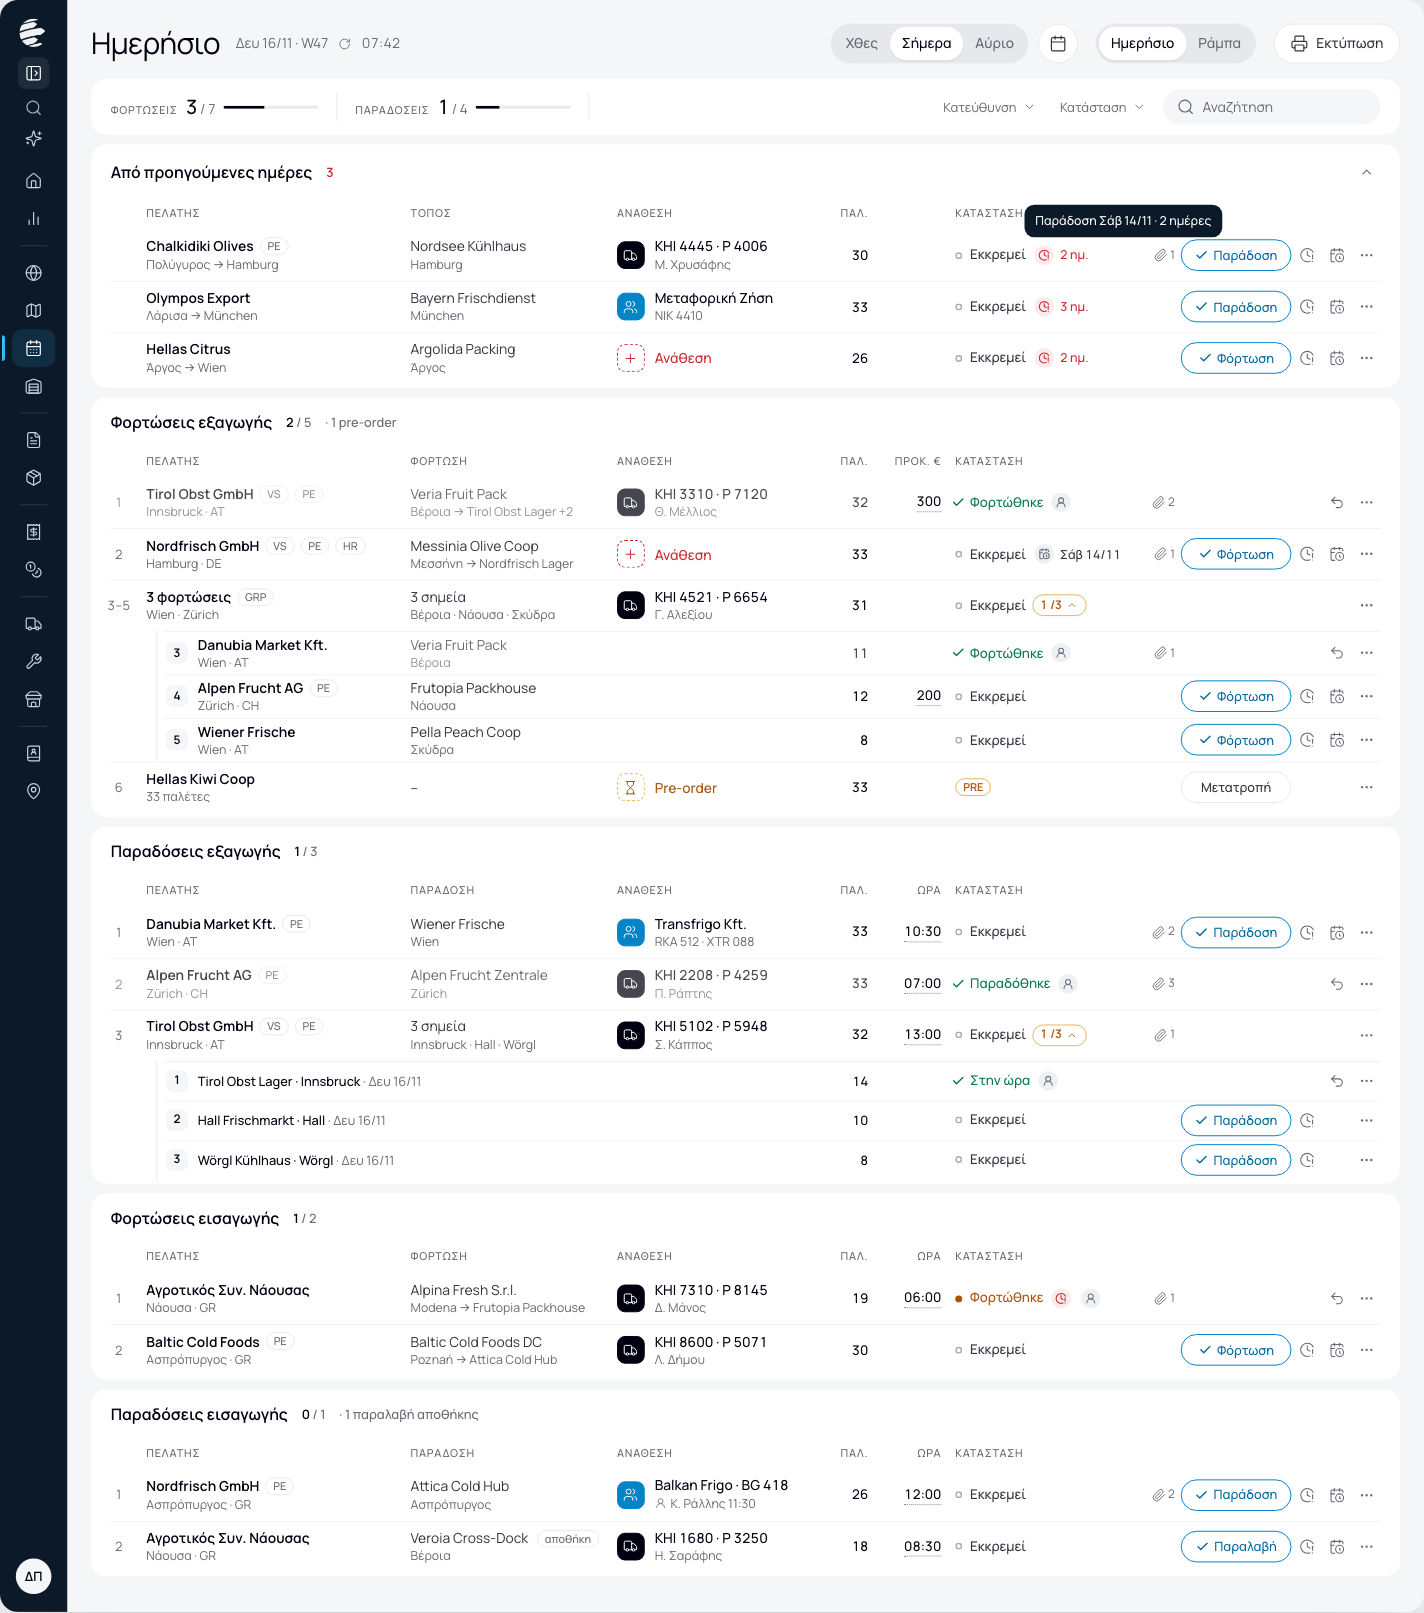 Ημερήσιο Δευ 16/11 · W47 07:42 Χθες Σήμερα Αύριο Ημερήσιο Ράμπα Εκτύπωση
ΦΟΡΤΩΣΕΙΣ 3 / 7 ΠΑΡΑΔΟΣΕΙΣ 1 / 4 Κατεύθυνση Κατάσταση Αναζήτηση
Από προηγούμενες ημέρες 3
ΠΕΛΑΤΗΣ ΤΟΠΟΣ ΑΝΑΘΕΣΗ ΠΑΛ. ΚΑΤΑΣΤΑΣΗ
Παράδοση Σάβ 14/11 · 2 ημέρες
Chalkidiki Olives PE Nordsee Kühlhaus KHI 4445 · P 4006 30 Εκκρεμεί 2 ημ. 1 Παράδοση
Πολύγυρος → Hamburg Hamburg Μ. Χρυσάφης
Olympos Export Bayern Frischdienst Μεταφορική Ζήση 33 Εκκρεμεί 3 ημ. Παράδοση
Λάρισα → München München NIK 4410
Hellas Citrus Argolida Packing Ανάθεση 26 Εκκρεμεί 2 ημ. Φόρτωση
Άργος → Wien Άργος
Φορτώσεις εξαγωγής 2 / 5 · 1 pre-order
ΠΕΛΑΤΗΣ ΦΟΡΤΩΣΗ ΑΝΑΘΕΣΗ ΠΑΛ. ΠΡΟΚ. € ΚΑΤΑΣΤΑΣΗ
1 Tirol Obst GmbH VS PE Veria Fruit Pack KHI 3310 · P 7120 32 300 Φορτώθηκε 2
Innsbruck · AT Βέροια → Tirol Obst Lager +2 Θ. Μέλλιος
2 Nordfrisch GmbH VS PE HR Messinia Olive Coop Ανάθεση 33 Εκκρεμεί Σάβ 14/11 1 Φόρτωση
Hamburg · DE Μεσσήνη → Nordfrisch Lager
3–5 3 φορτώσεις GRP 3 σημεία KHI 4521 · P 6654 31 Εκκρεμεί 1 /3
Wien · Zürich Βέροια · Νάουσα · Σκύδρα Γ. Αλεξίου
3 Danubia Market Kft. Veria Fruit Pack 11 Φορτώθηκε 1
Wien · AT Βέροια
4 Alpen Frucht AG PE Frutopia Packhouse 12 200 Εκκρεμεί Φόρτωση
Zürich · CH Νάουσα
5 Wiener Frische Pella Peach Coop 8 Εκκρεμεί Φόρτωση
Wien · AT Σκύδρα
6 Hellas Kiwi Coop – Pre-order 33 PRE Μετατροπή
33 παλέτες
Παραδόσεις εξαγωγής 1 / 3
ΠΕΛΑΤΗΣ ΠΑΡΑΔΟΣΗ ΑΝΑΘΕΣΗ ΠΑΛ. ΩΡΑ ΚΑΤΑΣΤΑΣΗ
1 Danubia Market Kft. PE Wiener Frische Transfrigo Kft. 33 10:30 Εκκρεμεί 2 Παράδοση
Wien · AT Wien RKA 512 · XTR 088
2 Alpen Frucht AG PE Alpen Frucht Zentrale KHI 2208 · P 4259 33 07:00 Παραδόθηκε 3
Zürich · CH Zürich Π. Ράπτης
3 Tirol Obst GmbH VS PE 3 σημεία KHI 5102 · P 5948 32 13:00 Εκκρεμεί 1 /3 1
Innsbruck · AT Innsbruck · Hall · Wörgl Σ. Κάππος
1 Tirol Obst Lager · Innsbruck · Δευ 16/11 14 Στην ώρα
2 Hall Frischmarkt · Hall · Δευ 16/11 10 Εκκρεμεί Παράδοση
3 Wörgl Kühlhaus · Wörgl · Δευ 16/11 8 Εκκρεμεί Παράδοση
Φορτώσεις εισαγωγής 1 / 2
ΠΕΛΑΤΗΣ ΦΟΡΤΩΣΗ ΑΝΑΘΕΣΗ ΠΑΛ. ΩΡΑ ΚΑΤΑΣΤΑΣΗ
1 Αγροτικός Συν. Νάουσας Alpina Fresh S.r.l. KHI 7310 · P 8145 19 06:00 Φορτώθηκε 1
Νάουσα · GR Modena → Frutopia Packhouse Δ. Μάνος
2 Baltic Cold Foods PE Baltic Cold Foods DC KHI 8600 · P 5071 30 Εκκρεμεί Φόρτωση
Ασπρόπυργος · GR Poznań → Attica Cold Hub Λ. Δήμου
Παραδόσεις εισαγωγής 0 / 1 · 1 παραλαβή αποθήκης
ΠΕΛΑΤΗΣ ΠΑΡΑΔΟΣΗ ΑΝΑΘΕΣΗ ΠΑΛ. ΩΡΑ ΚΑΤΑΣΤΑΣΗ
1 Nordfrisch GmbH PE Attica Cold Hub Balkan Frigo · BG 418 26 12:00 Εκκρεμεί 2 Παράδοση
Ασπρόπυργος · GR Ασπρόπυργος Κ. Ράλλης 11:30
2 Αγροτικός Συν. Νάουσας Veroia Cross-Dock αποθήκη KHI 1680 · P 3250 18 08:30 Εκκρεμεί Παραλαβή
Νάουσα · GR Βέροια Η. Σαράφης
ΔΠ